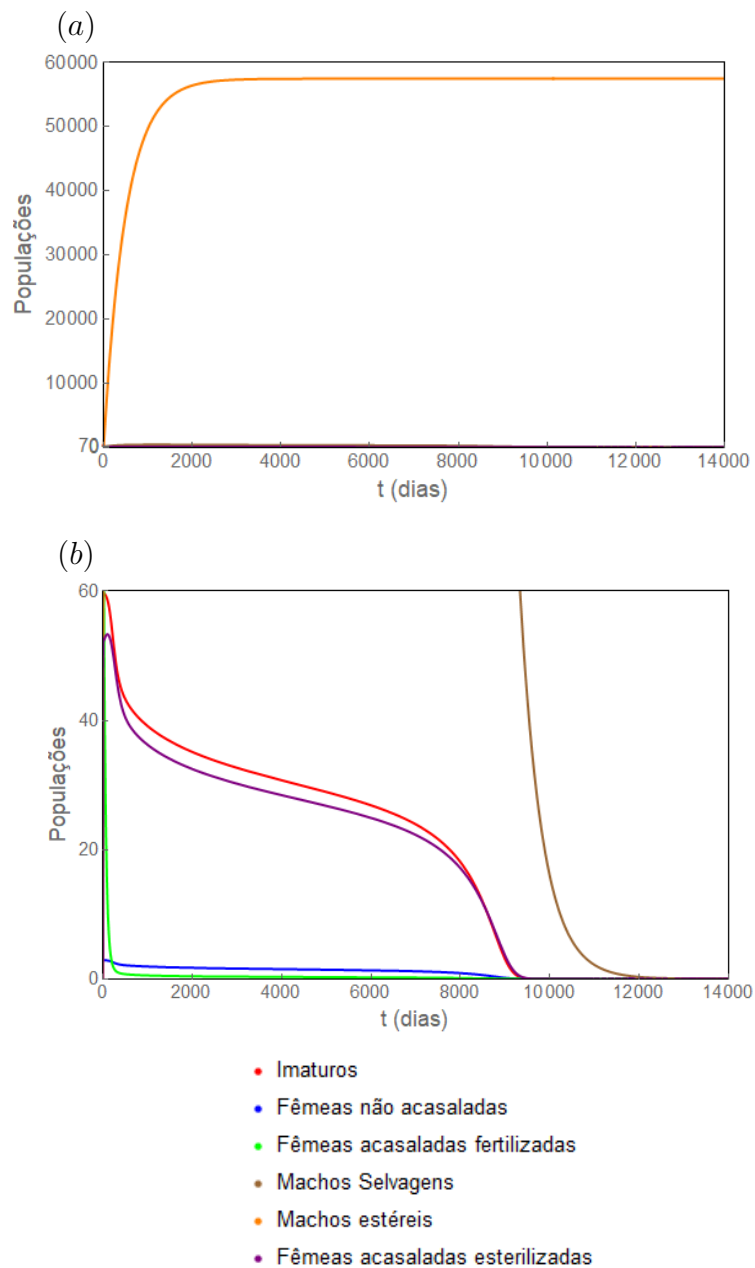 (a)
60000
50000
40000
30000
20000
10000
70
Populações
0 2000 4000 6000 8000 10000 12000 14000
t (dias)
(b)
60
40
20
0
Populações
0 2000 4000 6000 8000 10000 12000 14000
t (dias)
Imaturos
Fêmeas não acasaladas
Fêmeas acasaladas fertilizadas
Machos Selvagens
Machos estéreis
Fêmeas acasaladas esterilizadas